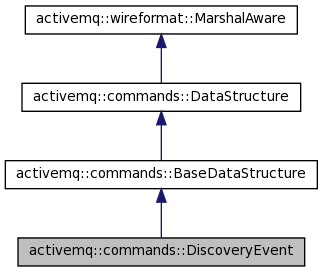 activemq::wireformat::MarshalAware
activemq::commands::DataStructure
activemq::commands::BaseDataStructure
activemq::commands::DiscoveryEvent